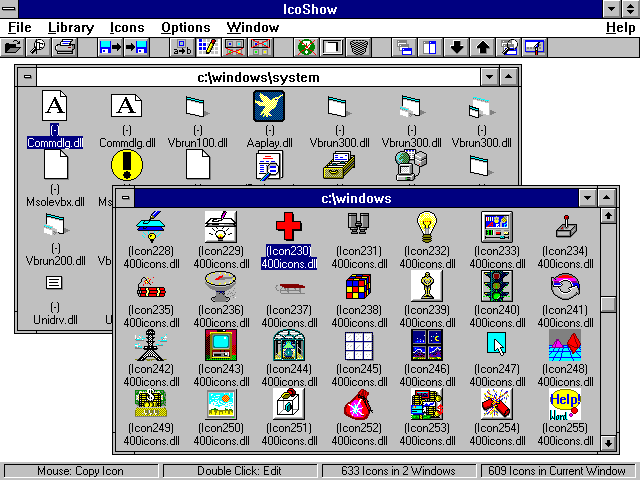 IcoShow
File Library Icons Options Window Help
a→b
c:\windows\system
A A
(-) (-) (-) (-) (-) (-) (-)
Commdlg.dll Commdlg.dll Vbrun100.dll Aaplay.dll Vbrun300.dll Vbrun300.dll Vbrun300.dll
(-)
Msolevbx.dll
(-)
Vbrun200.dll
(-)
Unidrv.dll
c:\windows
(Icon228) (Icon229) (Icon230) (Icon231) (Icon232) (Icon233) (Icon234)
400icons.dll 400icons.dll 400icons.dll 400icons.dll 400icons.dll 400icons.dll 400icons.dll
(Icon235) (Icon236) (Icon237) (Icon238) (Icon239) (Icon240) (Icon241)
400icons.dll 400icons.dll 400icons.dll 400icons.dll 400icons.dll 400icons.dll 400icons.dll
(Icon242) (Icon243) (Icon244) (Icon245) (Icon246) (Icon247) (Icon248)
400icons.dll 400icons.dll 400icons.dll 400icons.dll 400icons.dll 400icons.dll 400icons.dll
Help!
Word
(Icon249) (Icon250) (Icon251) (Icon252) (Icon253) (Icon254) (Icon255)
400icons.dll 400icons.dll 400icons.dll 400icons.dll 400icons.dll 400icons.dll 400icons.dll
Mouse: Copy Icon Double Click: Edit 633 Icons in 2 Windows 609 Icons in Current Window